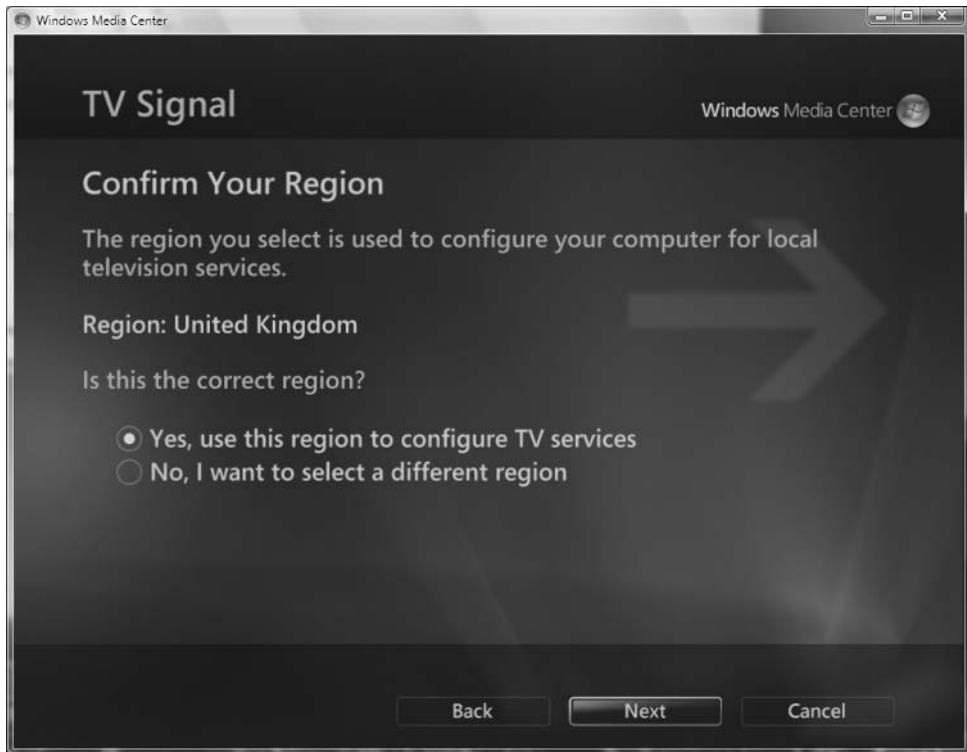 Windows Media Center
TV Signal
Windows Media Center
Confirm Your Region
The region you select is used to configure your computer for local
television services.
Region: United Kingdom
Is this the correct region?
Yes, use this region to configure TV services
No, I want to select a different region
Back Next Cancel